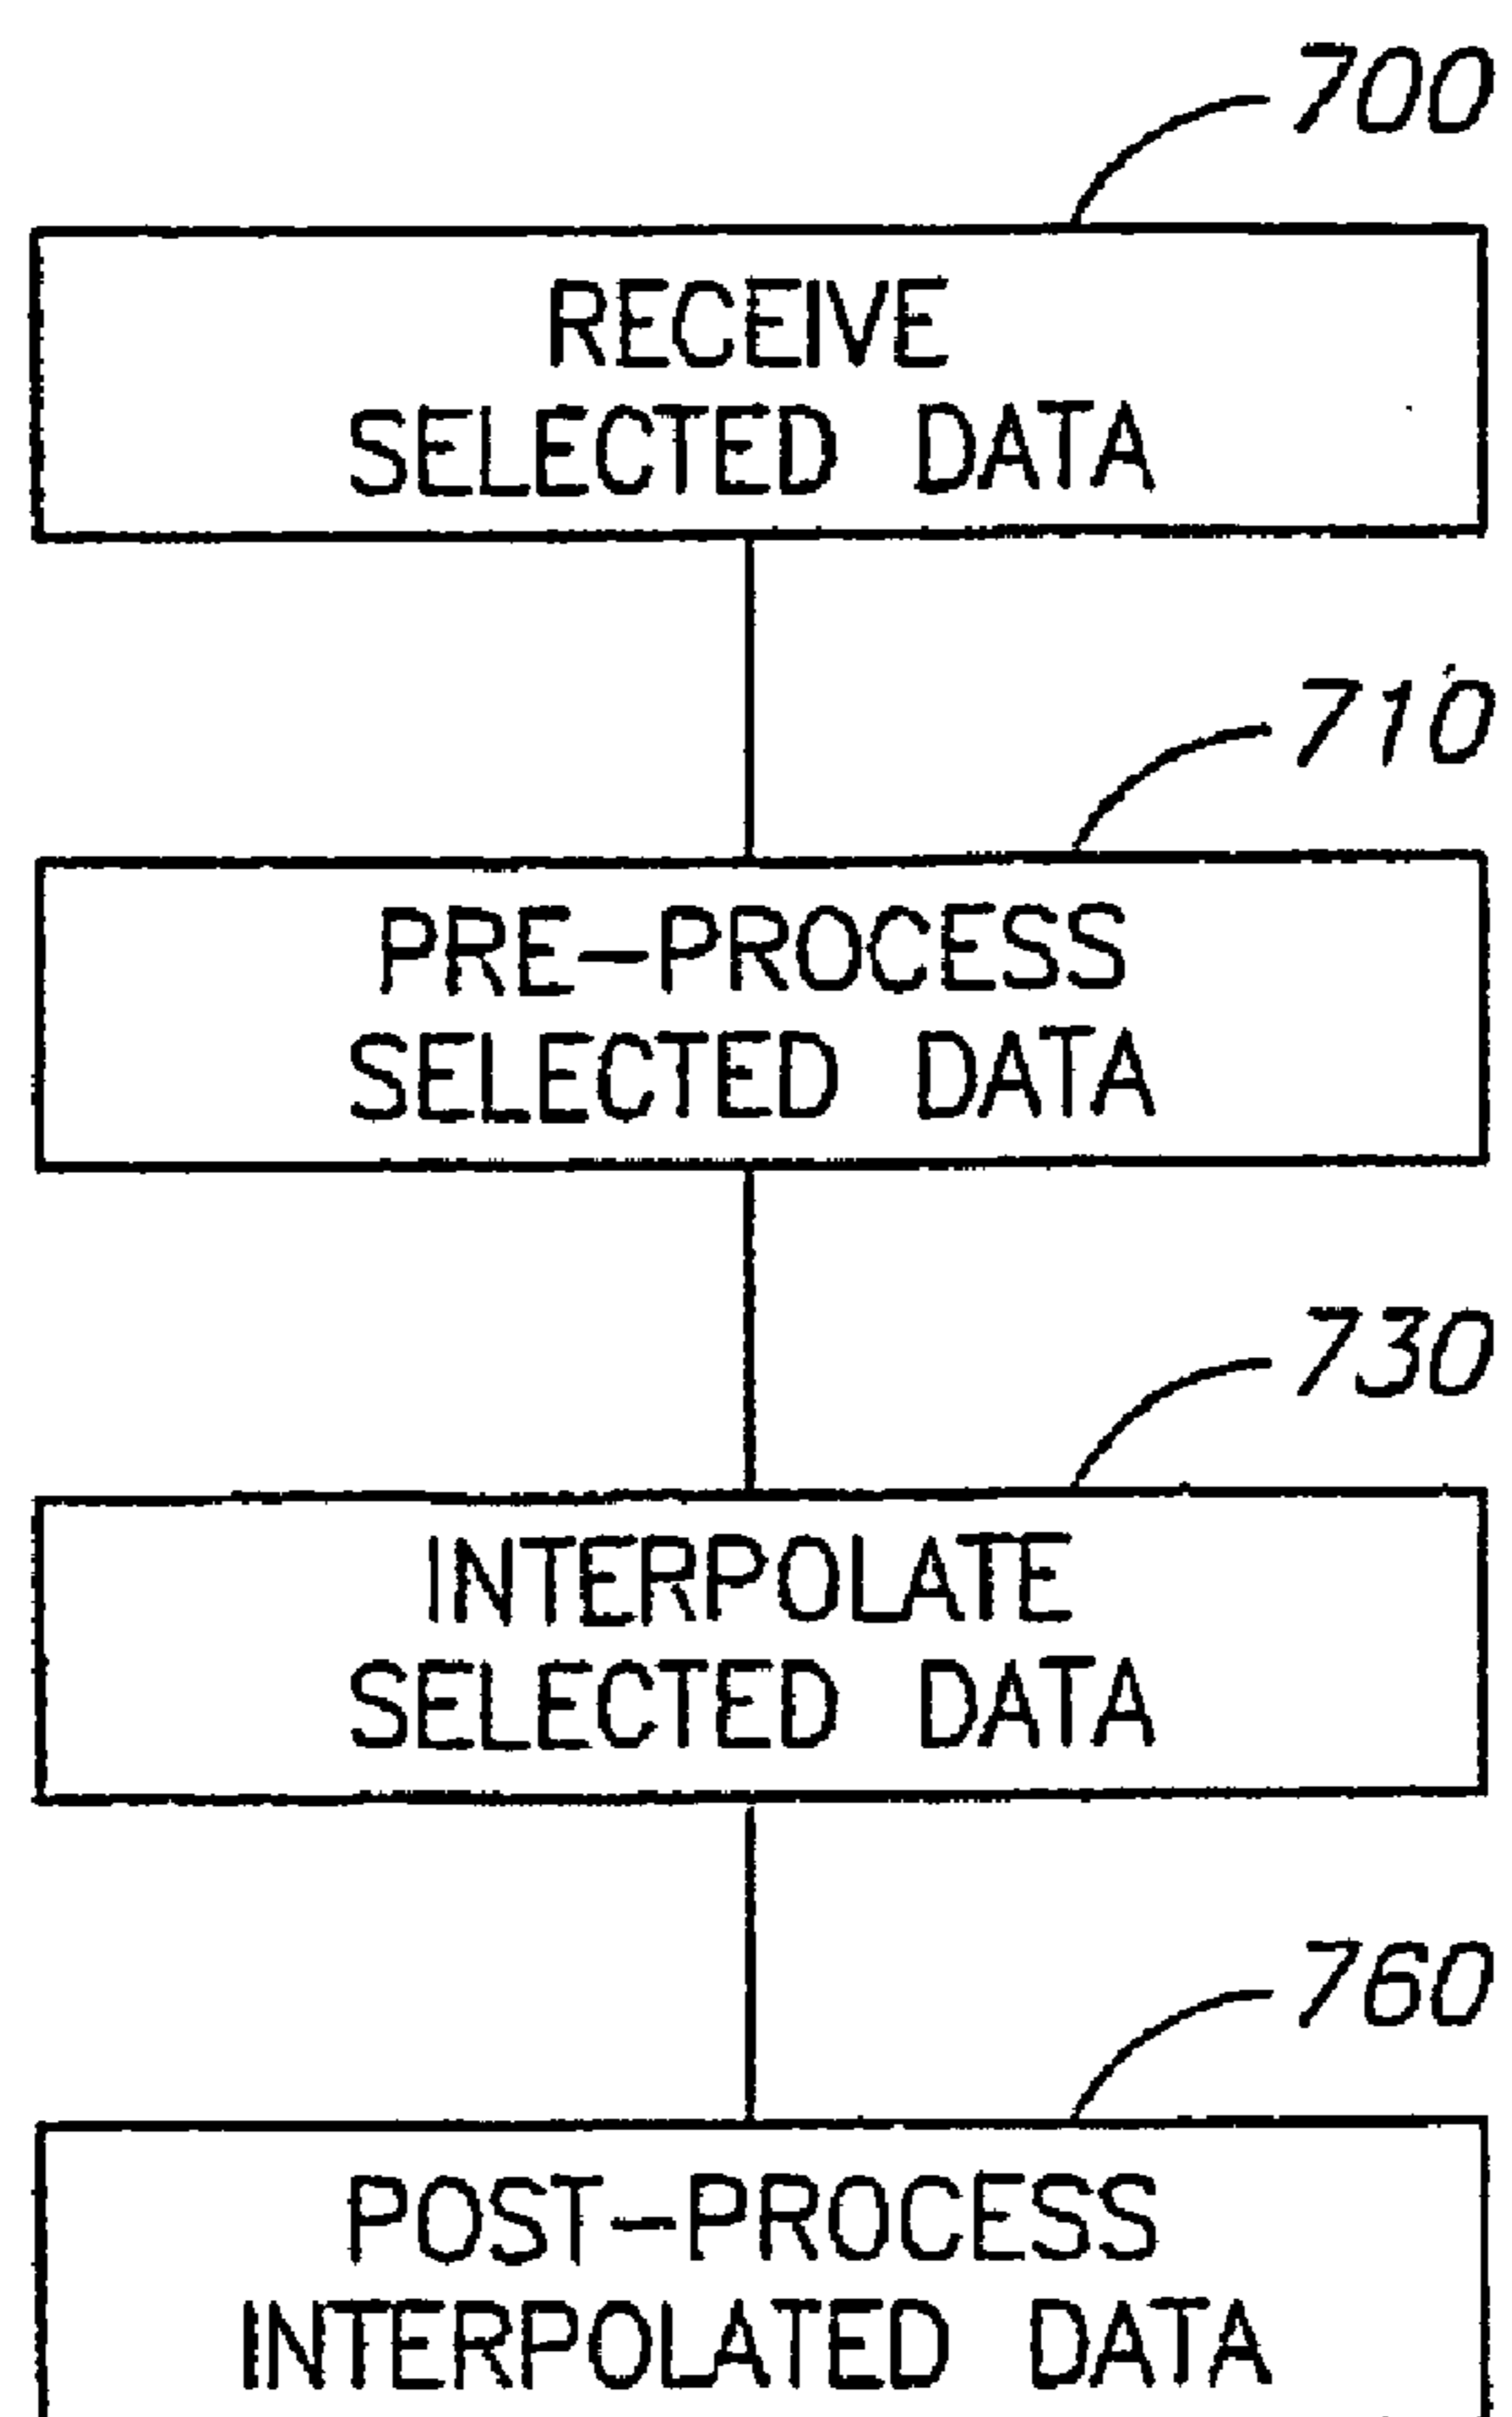 700
RECEIVE
SELECTED DATA
710
PRE-PROCESS
SELECTED DATA
730
INTERPOLATE
SELECTED DATA
760
POST-PROCESS
INTERPOLATED DATA